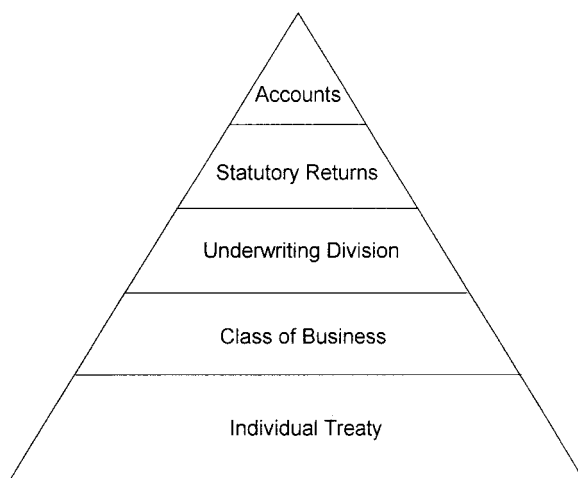 Accounts
Statutory Returns
Underwriting Division
Class of Business
Individual Treaty